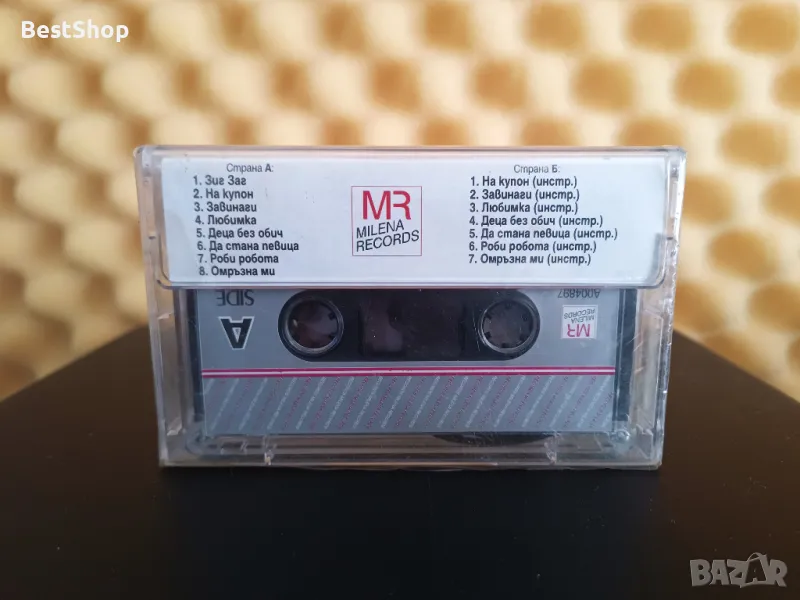 BestShop
BestShop
Страна А:
1. Зиг Заг
2. На купон
3. Завинаги
4. Любимка
5. Деца без обич
6. Да стана певица
7. Роби робота
8. Омръзна ми
MR
MILENA
RECORDS
Страна Б:
1. На купон (инстр.)
2. Завинаги (инстр.)
3. Любимка (инстр.)
4. Деца без обич (инстр.)
5. Да стана певица (инстр.)
6. Роби робота (инстр.)
7. Омръзна ми (инстр.)
A
SIDE
A004897
MR
MILENA
RECORDS
BAZAR